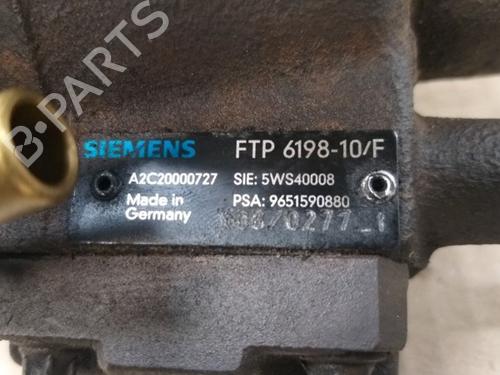 B-PARTS
SIEMENS FTP 6198-10/F
A2C20000727 SIE: 5WS40008
Made in Germany PSA: 9651590880